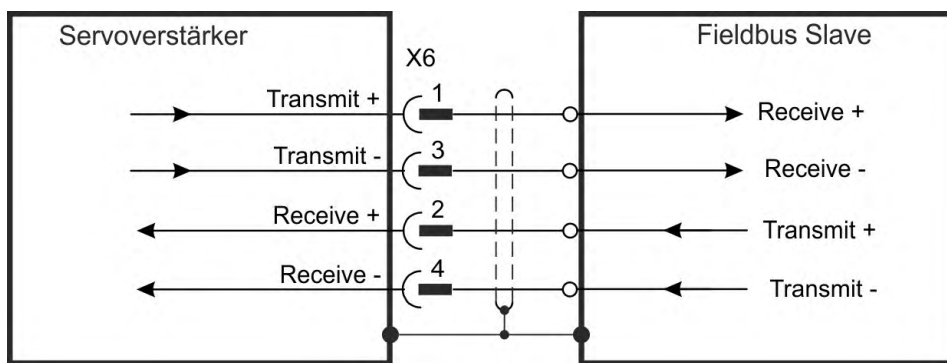 Servoverstärker
Fieldbus Slave
X6
Transmit + 1 Receive +
Transmit - 3 Receive -
Receive + 2 Transmit +
Receive - 4 Transmit -